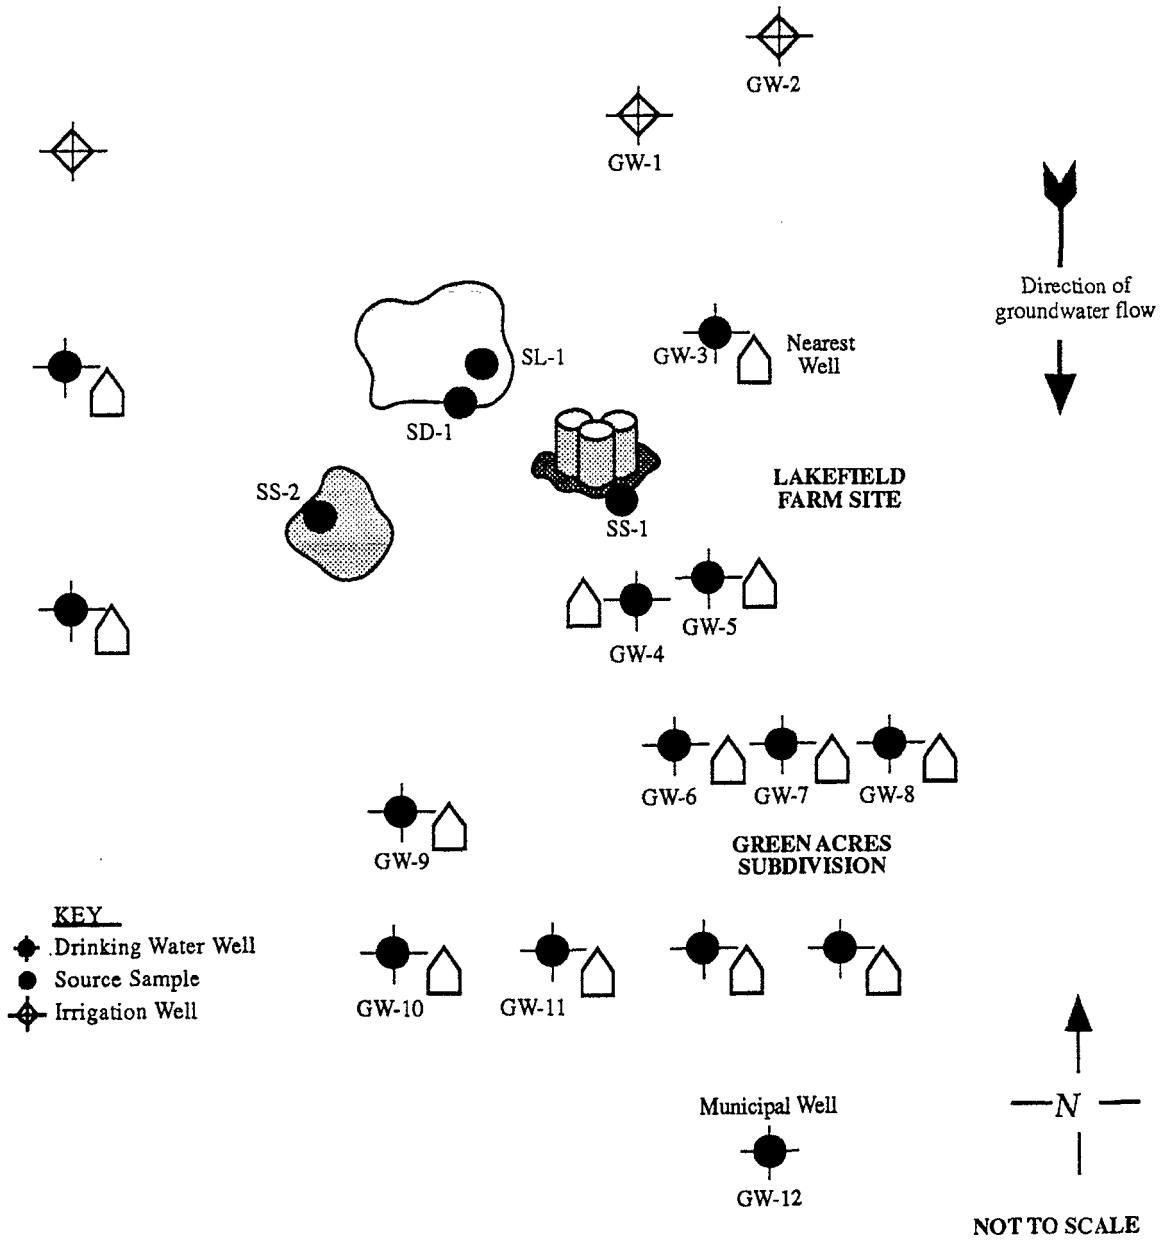 GW-2
GW-1
Direction of
groundwater flow
GW-3
Nearest
Well
SL-1
SD-1
LAKEFIELD
FARM SITE
SS-2
SS-1
GW-5
GW-4
GW-6
GW-7
GW-8
GREEN ACRES
SUBDIVISION
GW-9
KEY
Drinking Water Well
Source Sample
Irrigation Well
GW-10
GW-11
Municipal Well
GW-12
N
NOT TO SCALE